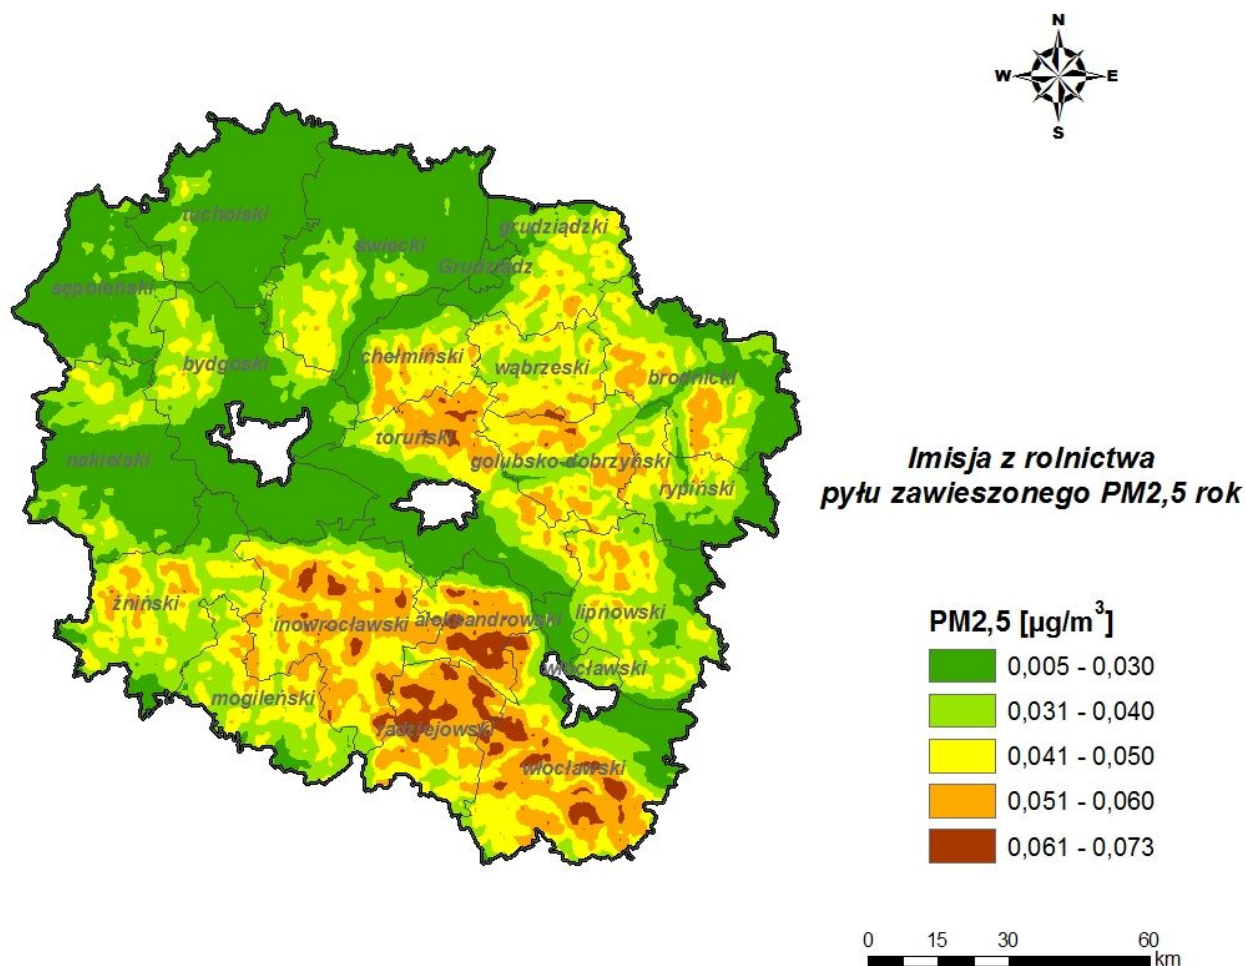 N
W E
S
tucholski
grudziądzki
świecki
Grudziądz
sępoleński
chełmiński
wąbrzeski
bydgoski
brodnicki
toruński
nakielski
golubsko-dobrzyński
rypiński
żniński
lipnowski
inowrocławski
aleksandrowski
włocławski
mogileński
radziejowski
włocławski
Imisja z rolnictwa
pyłu zawieszonego PM2,5 rok
PM2,5 [µg/m³]
0,005 - 0,030
0,031 - 0,040
0,041 - 0,050
0,051 - 0,060
0,061 - 0,073
0 15 30 60
km